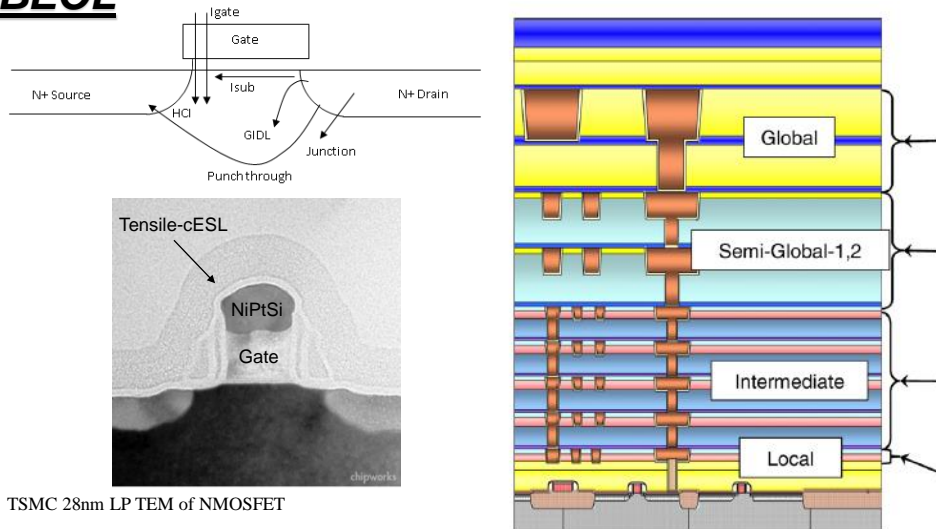 BEOL
Igate
Gate
Isub
N+ Source
N+ Drain
HCI
GIDL
Junction
Punch through
Tensile-cESL
NiPtSi
Gate
chipworks
TSMC 28nm LP TEM of NMOSFET
Global
Semi-Global-1,2
Intermediate
Local